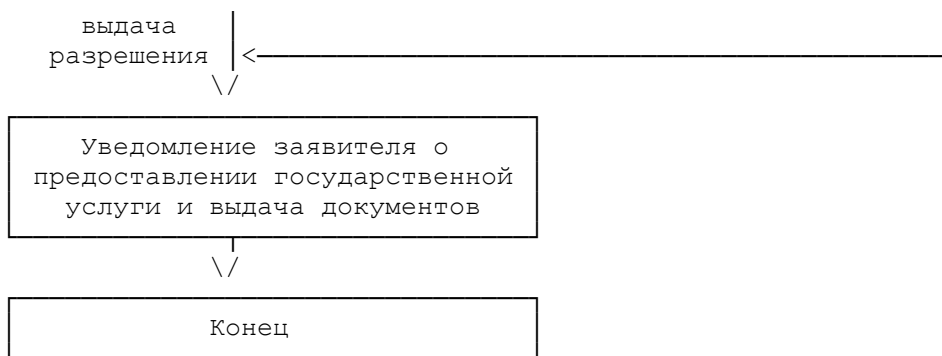 выдача
разрешения
Уведомление заявителя о
предоставлении государственной
услуги и выдача документов
Конец